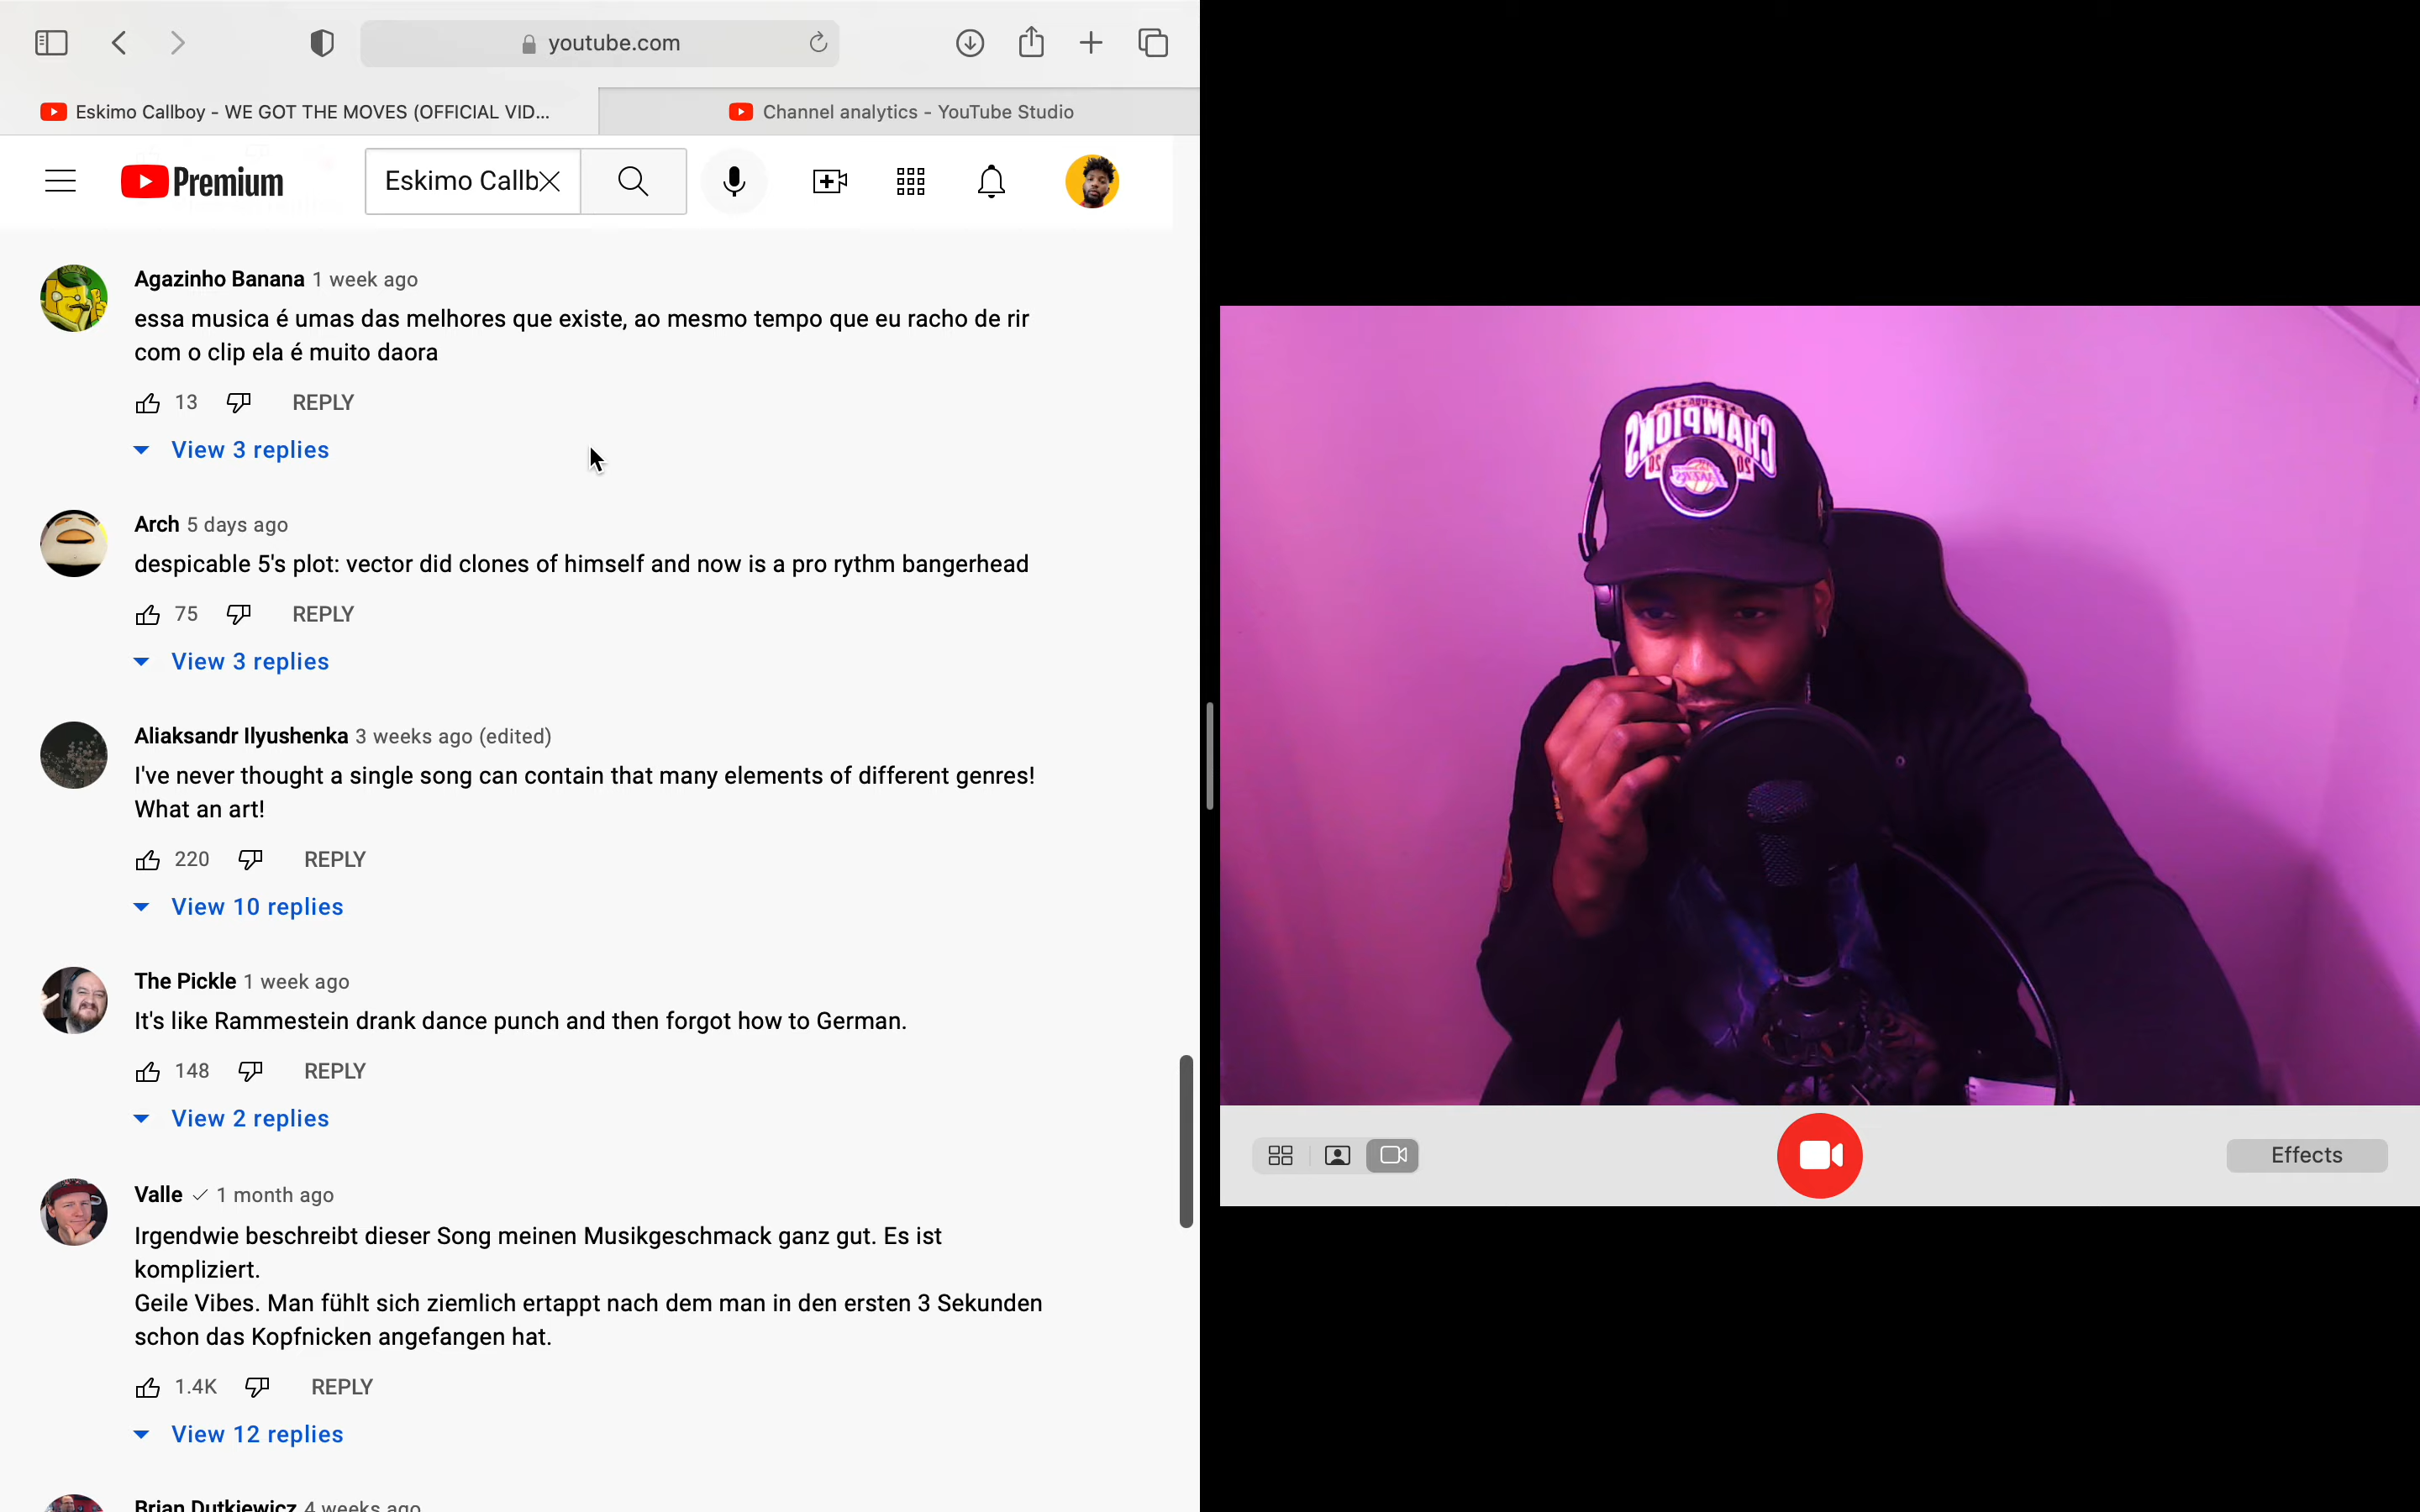 youtube.com
Eskimo Callboy - WE GOT THE MOVES (OFFICIAL VID...
Channel analytics - YouTube Studio
Premium
Eskimo Callb
Agazinho Banana 1 week ago
essa musica é umas das melhores que existe, ao mesmo tempo que eu racho de rir
com o clip ela é muito daora
13 REPLY
View 3 replies
Arch 5 days ago
despicable 5's plot: vector did clones of himself and now is a pro rythm bangerhead
75 REPLY
View 3 replies
Aliaksandr Ilyushenka 3 weeks ago (edited)
I've never thought a single song can contain that many elements of different genres!
What an art!
220 REPLY
View 10 replies
The Pickle 1 week ago
It's like Rammestein drank dance punch and then forgot how to German.
148 REPLY
View 2 replies
Valle 1 month ago
Irgendwie beschreibt dieser Song meinen Musikgeschmack ganz gut. Es ist
kompliziert.
Geile Vibes. Man fühlt sich ziemlich ertappt nach dem man in den ersten 3 Sekunden
schon das Kopfnicken angefangen hat.
1.4K REPLY
View 12 replies
Brian Dutkiewicz 4 weeks ago
CHAMPIONS
20 20
LAKERS
Effects